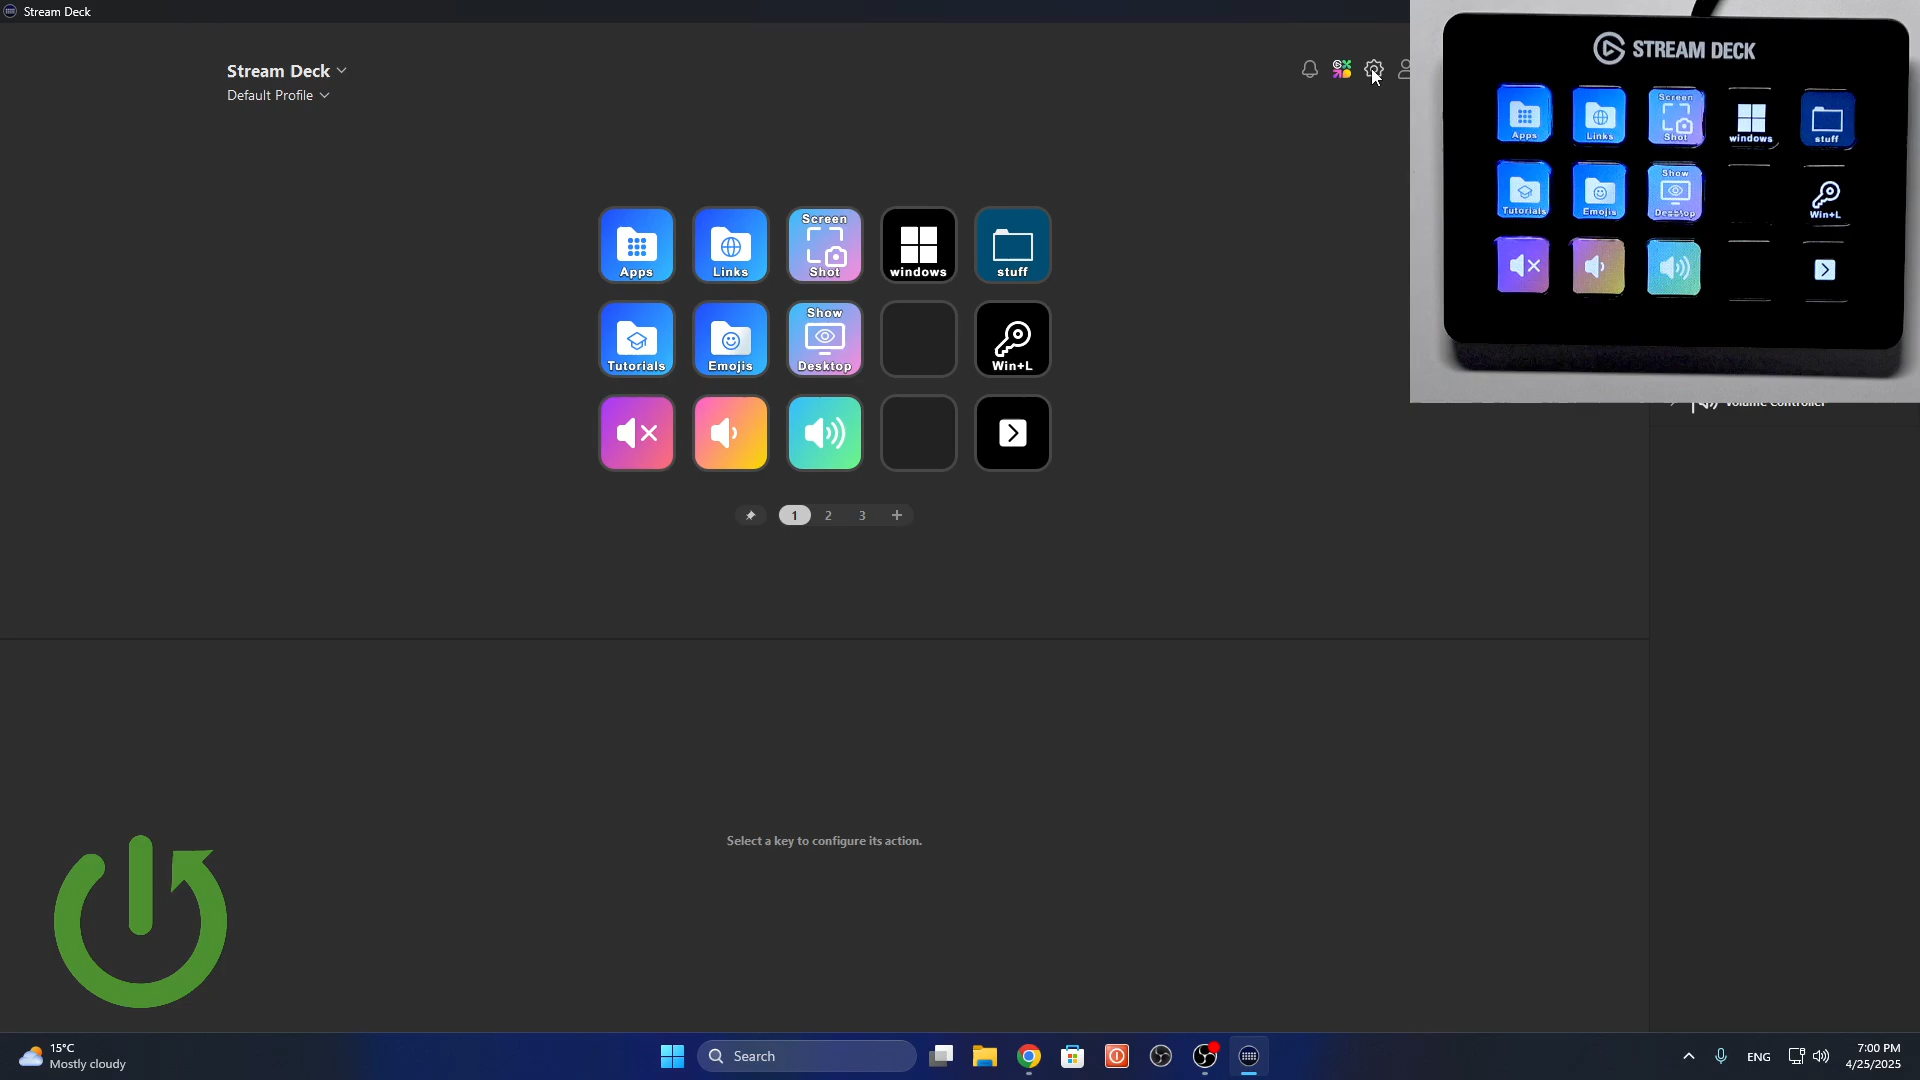 Stream Deck
Stream Deck
Default Profile
Apps
Links
Screen
Shot
windows
stuff
Tutorials
Emojis
Show
Desktop
Win+L
1
2
3
+
Select a key to configure its action.
STREAM DECK
Apps
Links
Screen
Shot
windows
stuff
Tutorials
Emojis
Show
Desktop
Win+L
Volume Controller
15°C
Mostly cloudy
Search
ENG
7:00 PM
4/25/2025